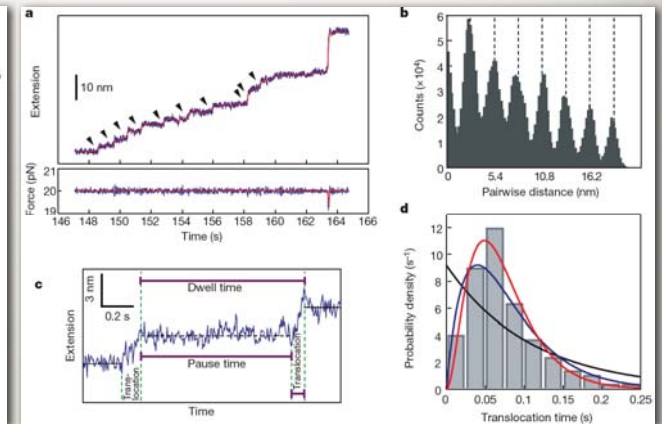 a
Extension
10 nm
Force (pN)
21
20
19
146 148 150 152 154 156 158 160 162 164 166
Time (s)
b
Counts (×10⁴)
6
5
4
3
2
1
0
0 5.4 10.8 16.2
Pairwise distance (nm)
c
Extension
3 nm
0.2 s
Dwell time
Pause time
Trans-
location
Translocation
Time
d
Probability density (s⁻¹)
12
10
8
6
4
2
0
0 0.05 0.1 0.15 0.2 0.25
Translocation time (s)